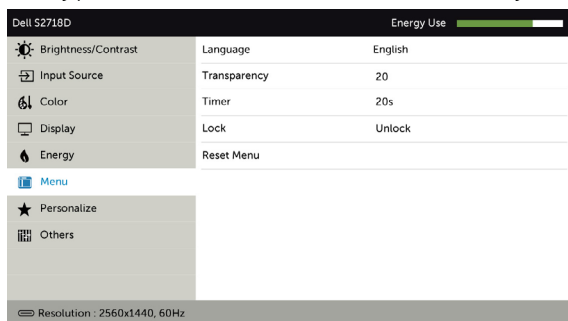 Dell S2718D Energy Use
Brightness/Contrast Language English
Input Source Transparency 20
Color Timer 20s
Display Lock Unlock
Energy Reset Menu
Menu
Personalize
Others
Resolution : 2560x1440, 60Hz